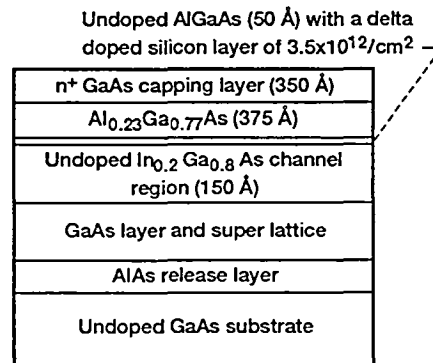 Undoped AlGaAs (50 Å) with a delta
doped silicon layer of 3.5x10¹²/cm²
n⁺ GaAs capping layer (350 Å)
Al₀.₂₃Ga₀.₇₇As (375 Å)
Undoped In₀.₂ Ga₀.₈ As channel
region (150 Å)
GaAs layer and super lattice
AlAs release layer
Undoped GaAs substrate